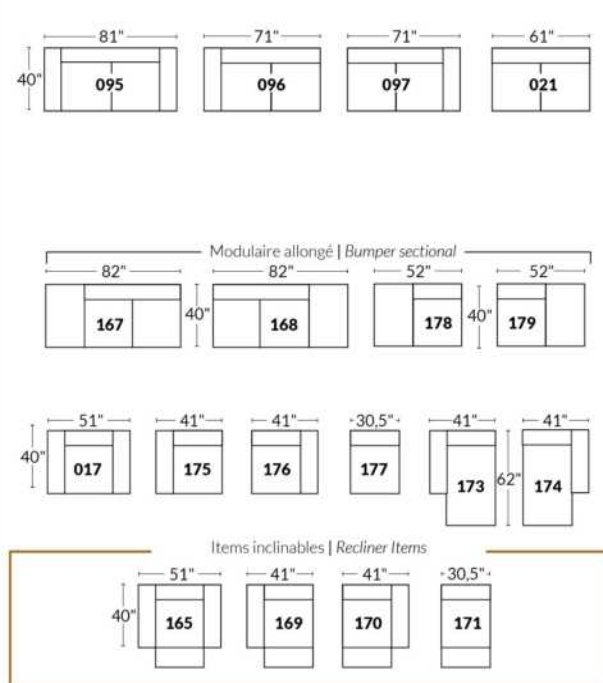 81" 71" 71" 61"
40"
095 096 097 021
Modulaire allongé | Bumper sectional
82" 82" 52" 52"
167 40" 168 178 40" 179
51" 41" 41" 30,5" 41" 41"
40" 017 175 176 177 173 62" 174
Items inclinables | Recliner Items
51" 41" 41" 30,5"
40" 165 169 170 171